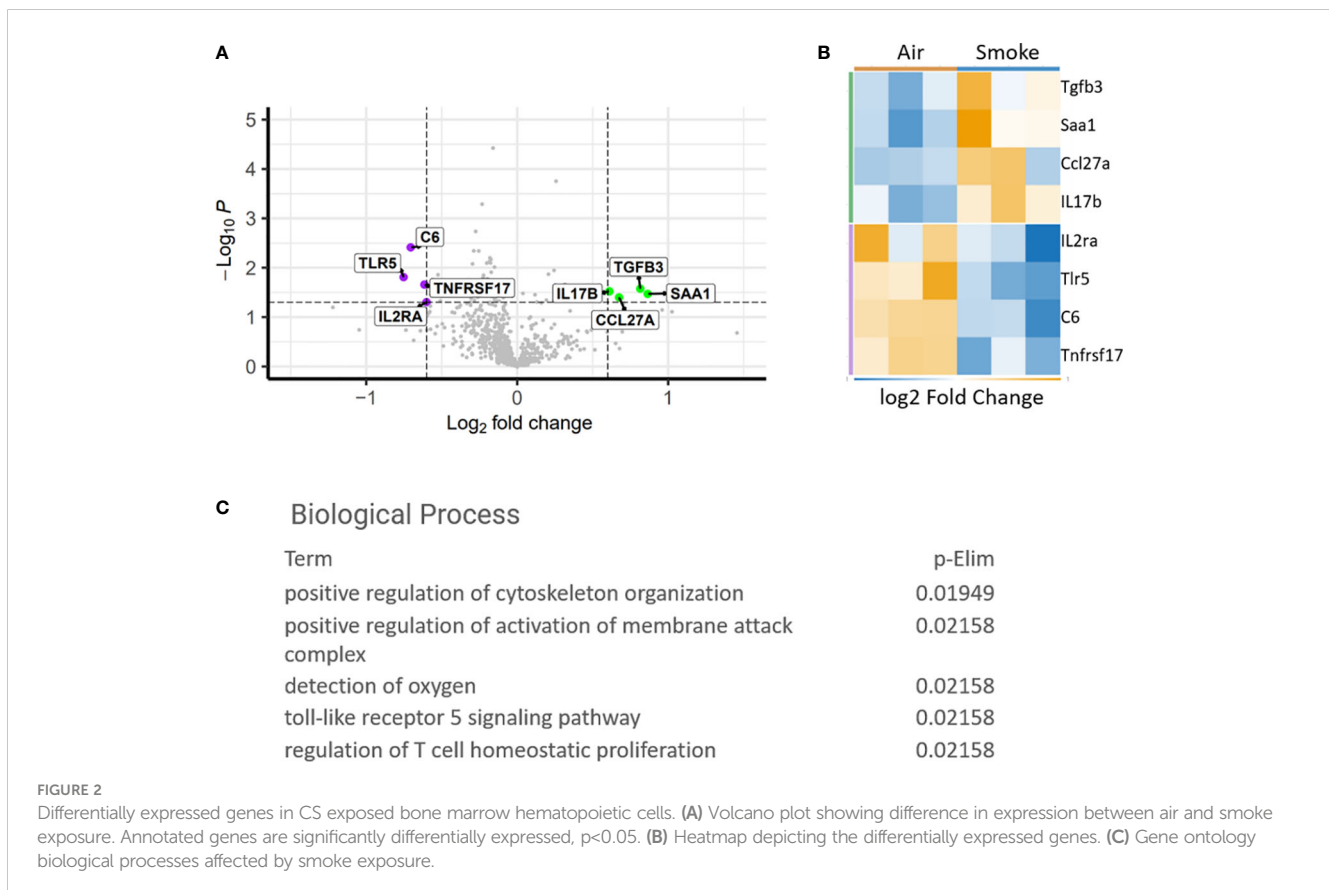 A
5
4
3
2
1
0
−Log10 P
C6
TLR5
TNFRSF17
IL2RA
TGFB3
IL17B
SAA1
CCL27A
−1
0
1
Log2 fold change
B
Air Smoke
Tgfb3
Saa1
Ccl27a
IL17b
IL2ra
Tlr5
C6
Tnfrsf17
log2 Fold Change
C
Biological Process
Term p-Elim
positive regulation of cytoskeleton organization 0.01949
positive regulation of activation of membrane attack 0.02158
complex
detection of oxygen 0.02158
toll-like receptor 5 signaling pathway 0.02158
regulation of T cell homeostatic proliferation 0.02158
FIGURE 2
Differentially expressed genes in CS exposed bone marrow hematopoietic cells. (A) Volcano plot showing difference in expression between air and smoke
exposure. Annotated genes are significantly differentially expressed, p<0.05. (B) Heatmap depicting the differentially expressed genes. (C) Gene ontology
biological processes affected by smoke exposure.